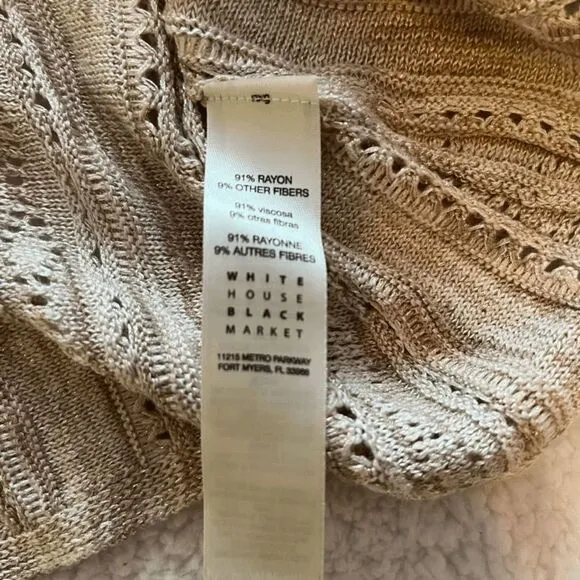 91% RAYON
9% OTHER FIBERS
91% viscosa
9% otras fibras
91% RAYONNE
9% AUTRES FIBRES
WHITE
HOUSE
BLACK
MARKET
11215 METRO PARKWAY
FORT MYERS, FL 33966